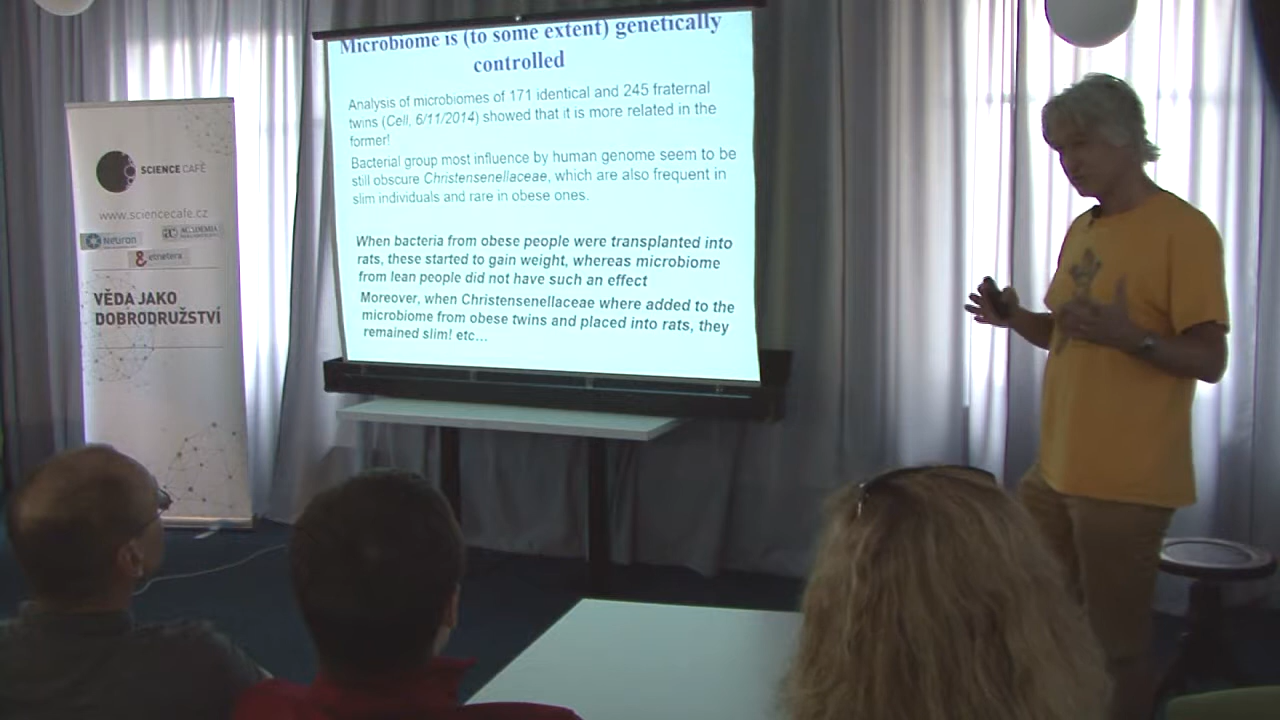 Microbiome is (to some extent) genetically
controlled
Analysis of microbiomes of 171 identical and 245 fraternal
twins (Cell, 6/11/2014) showed that it is more related in the
former!
Bacterial group most influence by human genome seem to be
still obscure Christensenellaceae, which are also frequent in
slim individuals and rare in obese ones.
When bacteria from obese people were transplanted into
rats, these started to gain weight, whereas microbiome
from lean people did not have such an effect
Moreover, when Christensenellaceae where added to the
microbiome from obese twins and placed into rats, they
remained slim! etc...
SCIENCE CAFÉ
www.sciencecafe.cz
Neuron
ACADEMIA
etnetera
VĚDA JAKO
DOBRODRUŽSTVÍ